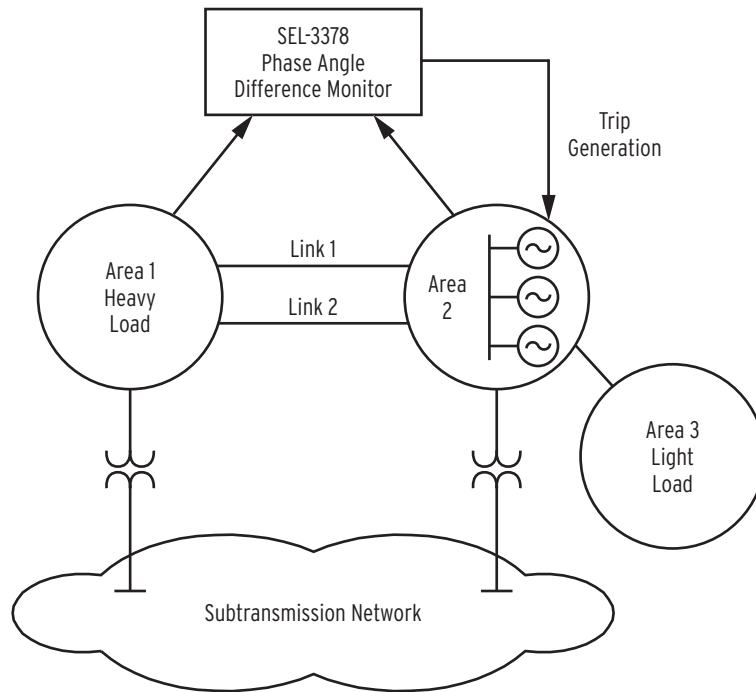 SEL-3378
Phase Angle
Difference Monitor
Trip
Generation
Link 1
Area 1
Heavy
Load
Area
2
Link 2
Area 3
Light
Load
Subtransmission Network